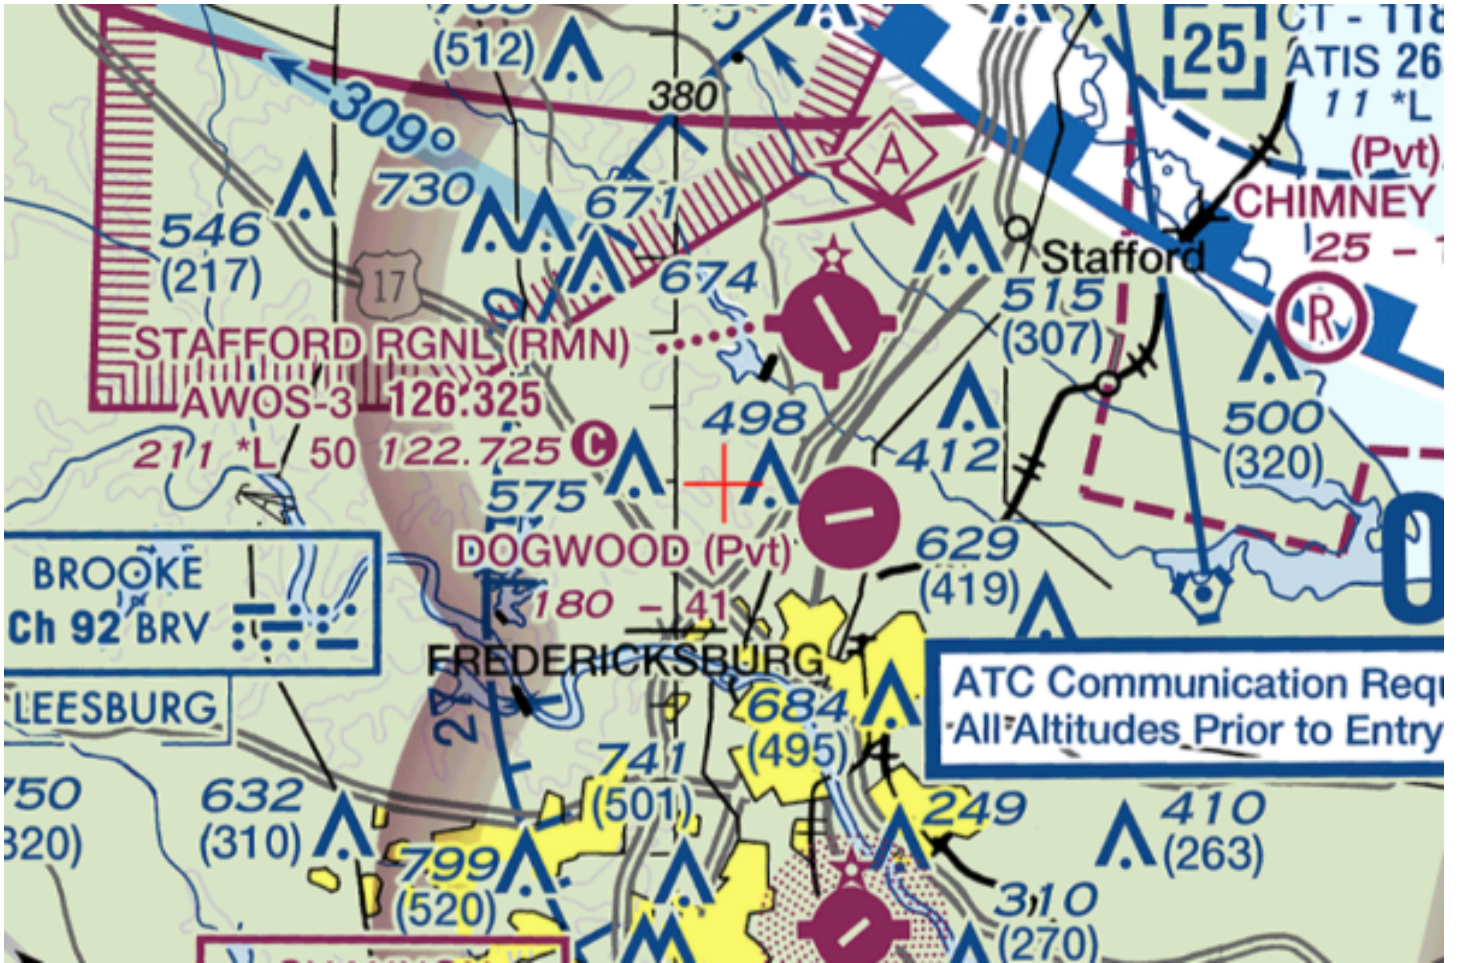 (512)
380
25
CT - 118
ATIS 26
11 *L
(Pvt)
CHIMNEY
25 -
309°
A
730
671
546
(217)
17
674
Stafford
515
(307)
R
STAFFORD RGNL (RMN)
AWOS-3 126.325
211 *L 50 122.725 C
498
412
500
(320)
575
DOGWOOD (Pvt)
180 - 41
629
(419)
0
BROOKE
Ch 92 BRV
FREDERICKSBURG
LEESBURG
21
684
(495)
ATC Communication Requ
All Altitudes Prior to Entry
741
(501)
750
320)
632
(310)
249
410
(263)
799
(520)
310
(270)